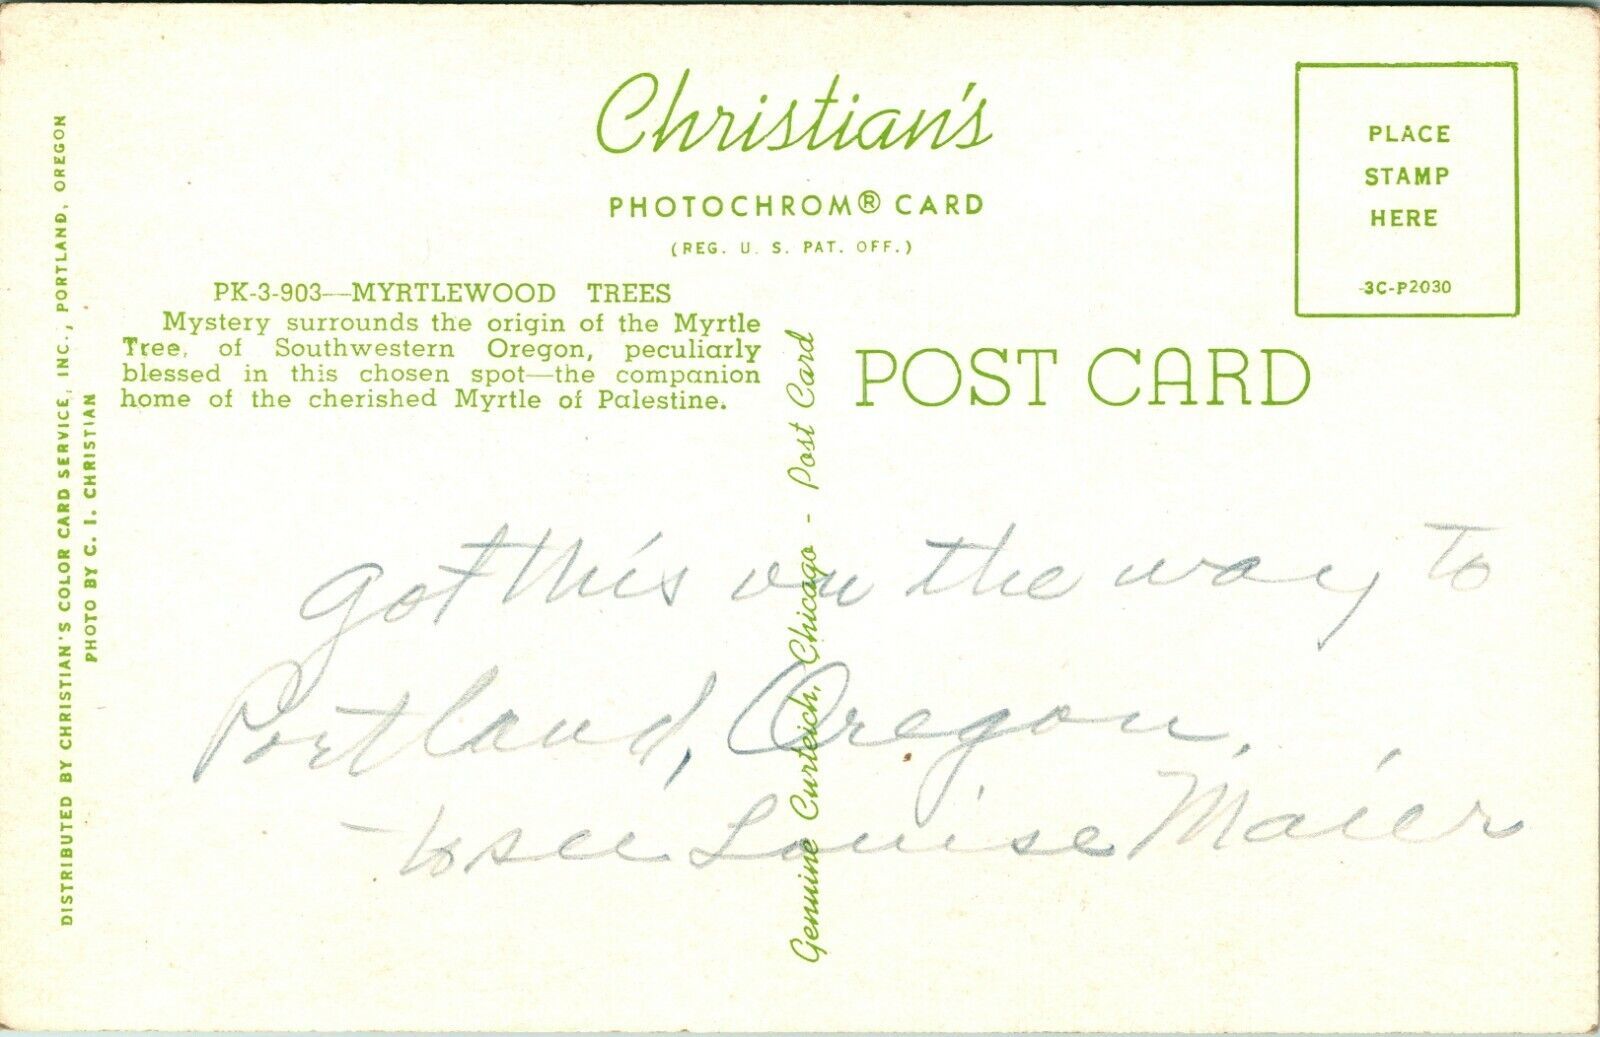 Christian's
PHOTOCHROM® CARD
(REG. U. S. PAT. OFF.)
PLACE
STAMP
HERE
3C-P2030
PK-3-903—MYRTLEWOOD TREES
Mystery surrounds the origin of the Myrtle
Tree, of Southwestern Oregon, peculiarly
blessed in this chosen spot—the companion
home of the cherished Myrtle of Palestine.
POST CARD
DISTRIBUTED BY CHRISTIAN'S COLOR CARD SERVICE, INC., PORTLAND, OREGON
PHOTO BY C. I. CHRISTIAN
Genuine Curteich, Chicago - Post Card
got this on the way to
Portland, Oregon,
- to see Louise Maier